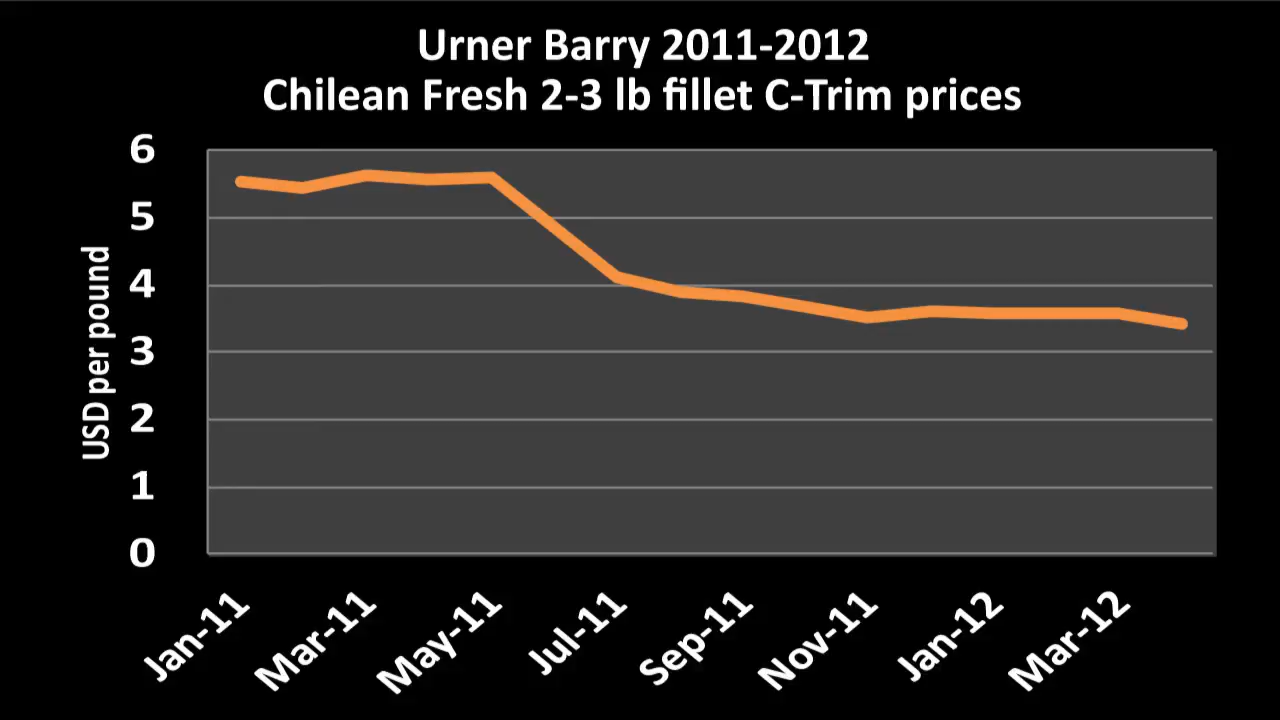 Urner Barry 2011-2012
Chilean Fresh 2-3 lb fillet C-Trim prices
USD per pound
6
5
4
3
2
1
0
Jan-11
Mar-11
May-11
Jul-11
Sep-11
Nov-11
Jan-12
Mar-12